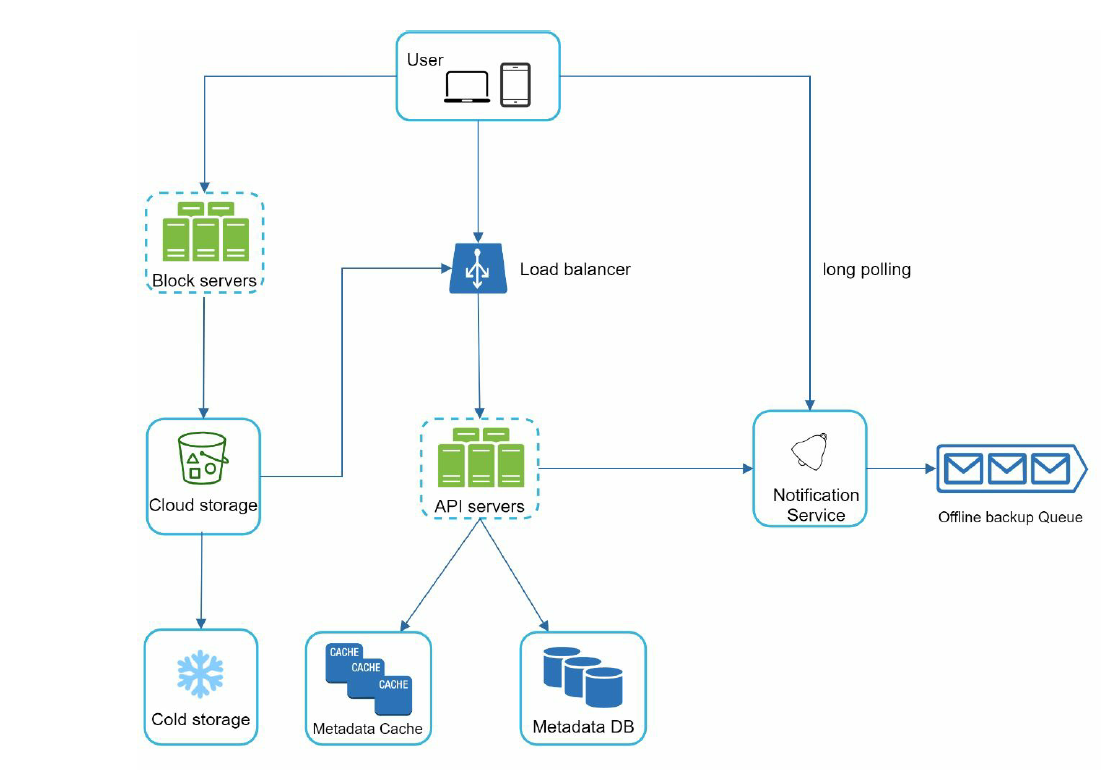 User
Block servers
Load balancer
long polling
Cloud storage
API servers
Notification
Service
Offline backup Queue
CACHE
CACHE
CACHE
Cold storage
Metadata Cache
Metadata DB